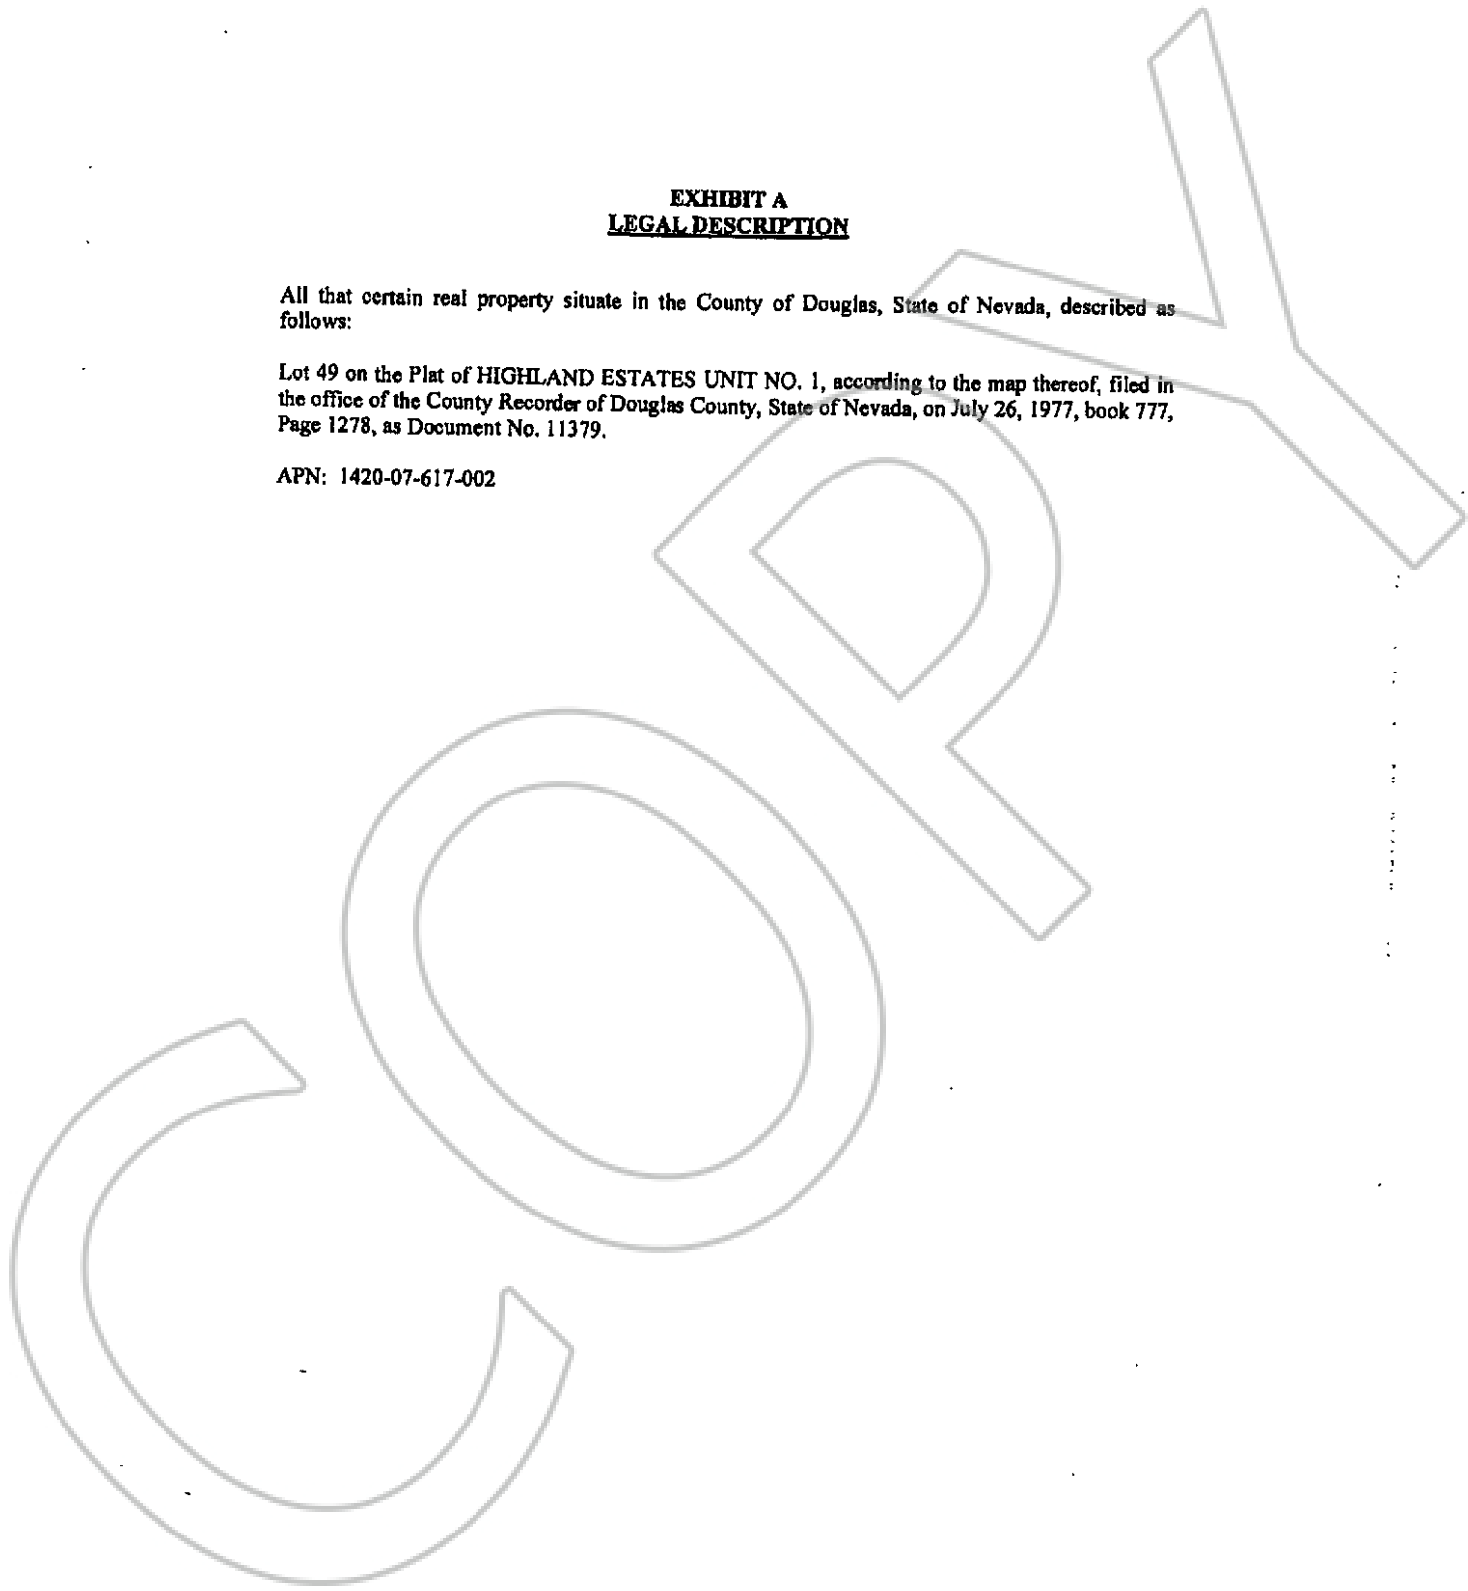 EXHIBIT A
LEGAL DESCRIPTION
All that certain real property situate in the County of Douglas, State of Nevada, described as
follows:
Lot 49 on the Plat of HIGHLAND ESTATES UNIT NO. 1, according to the map thereof, filed in
the office of the County Recorder of Douglas County, State of Nevada, on July 26, 1977, book 777,
Page 1278, as Document No. 11379.
APN: 1420-07-617-002
COPY